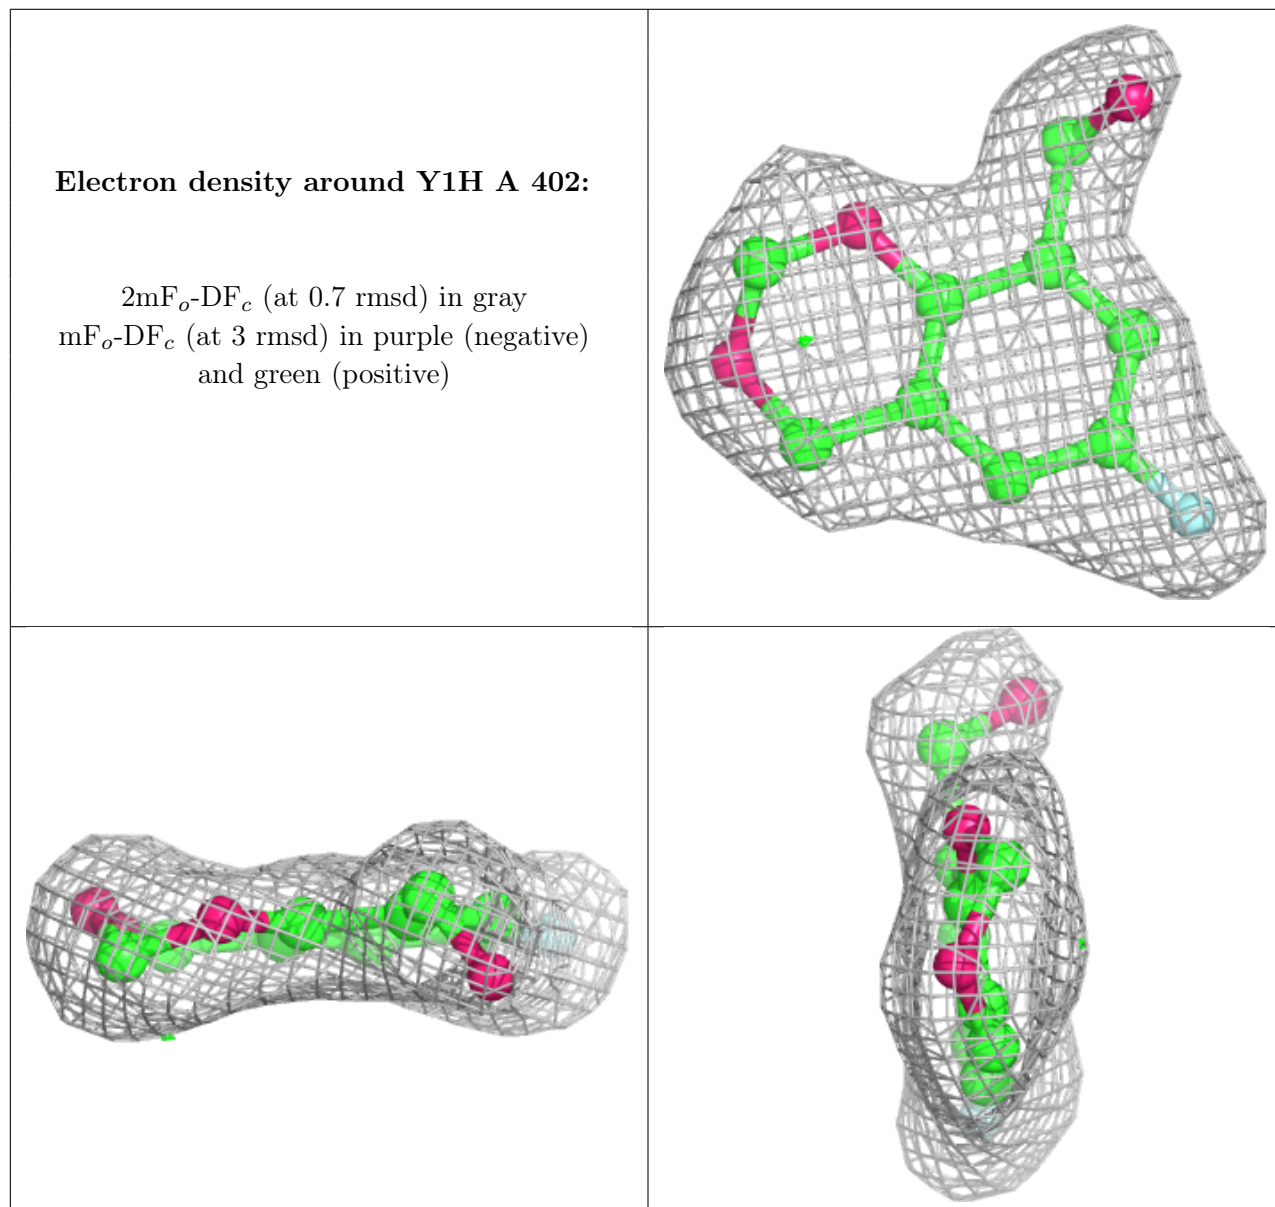 Electron density around Y1H A 402:
2mFo-DFc (at 0.7 rmsd) in gray
mFo-DFc (at 3 rmsd) in purple (negative)
and green (positive)